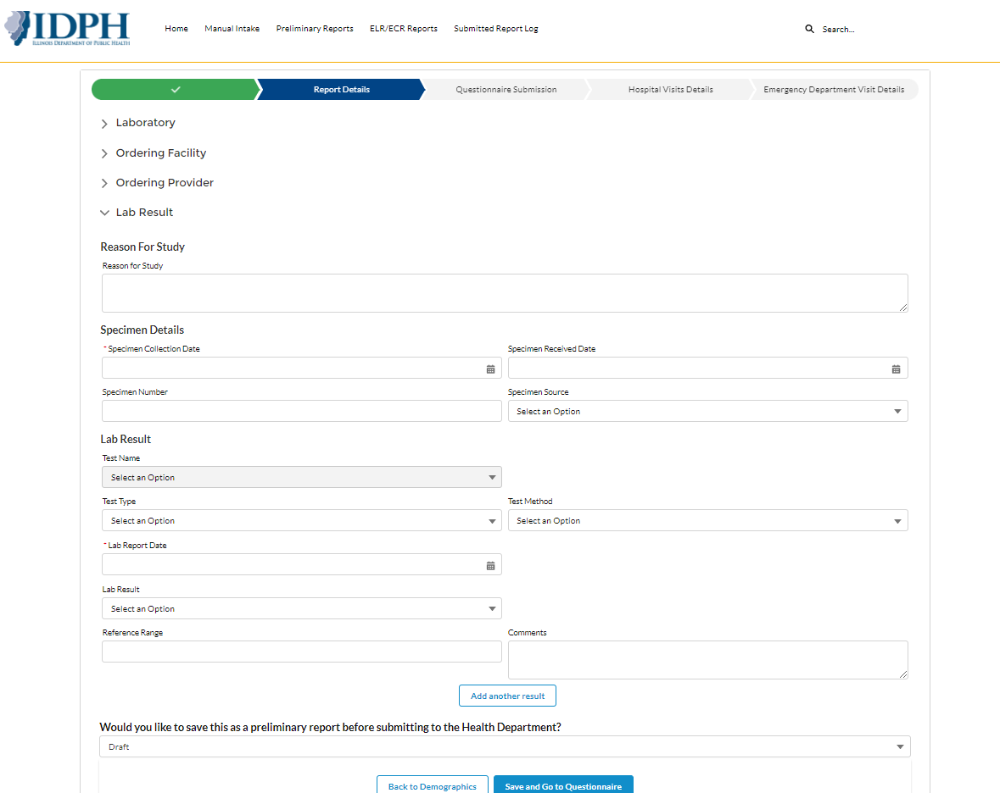 IDPH
ILLINOIS DEPARTMENT OF PUBLIC HEALTH
Home Manual Intake Preliminary Reports ELR/ECR Reports Submitted Report Log Search...
Report Details Questionnaire Submission Hospital Visits Details Emergency Department Visit Details
Laboratory
Ordering Facility
Ordering Provider
Lab Result
Reason For Study
Reason for Study
Specimen Details
* Specimen Collection Date Specimen Received Date
Specimen Number Specimen Source
Select an Option
Lab Result
Test Name
Select an Option
Test Type Test Method
Select an Option Select an Option
* Lab Report Date
Lab Result
Select an Option
Reference Range Comments
Add another result
Would you like to save this as a preliminary report before submitting to the Health Department?
Draft
Back to Demographics Save and Go to Questionnaire